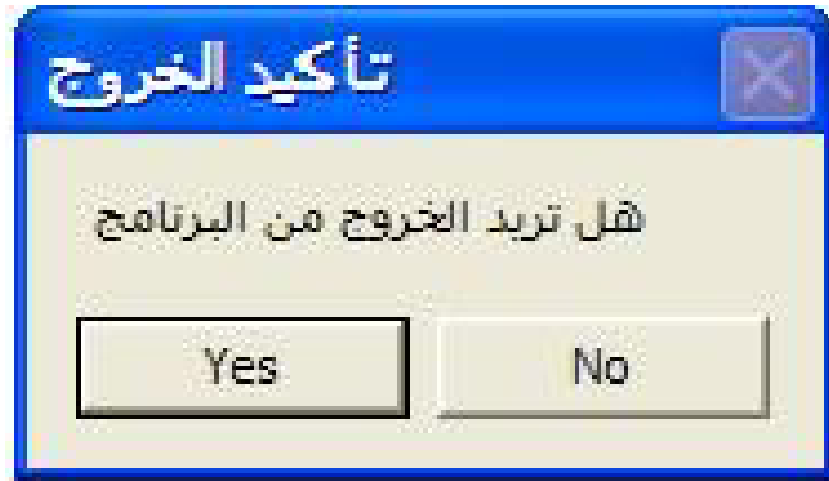 تأكيد الخروج
هل تريد الخروج من البرنامج
Yes
No